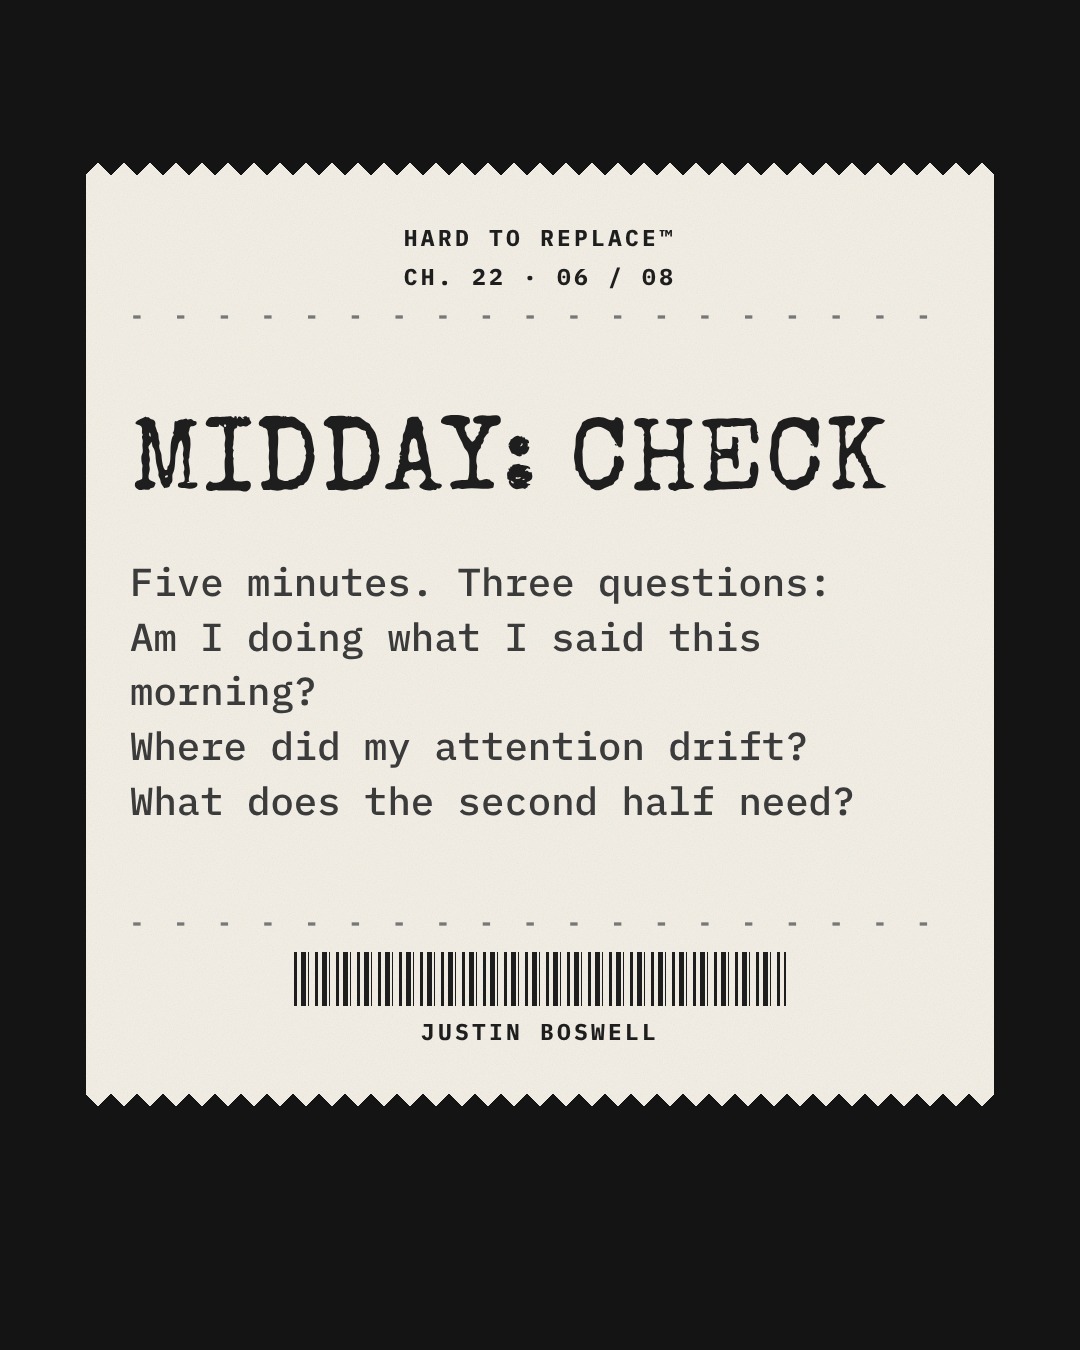 HARD TO REPLACE™
CH. 22 · 06 / 08
MIDDAY: CHECK
Five minutes. Three questions:
Am I doing what I said this
morning?
Where did my attention drift?
What does the second half need?
JUSTIN BOSWELL